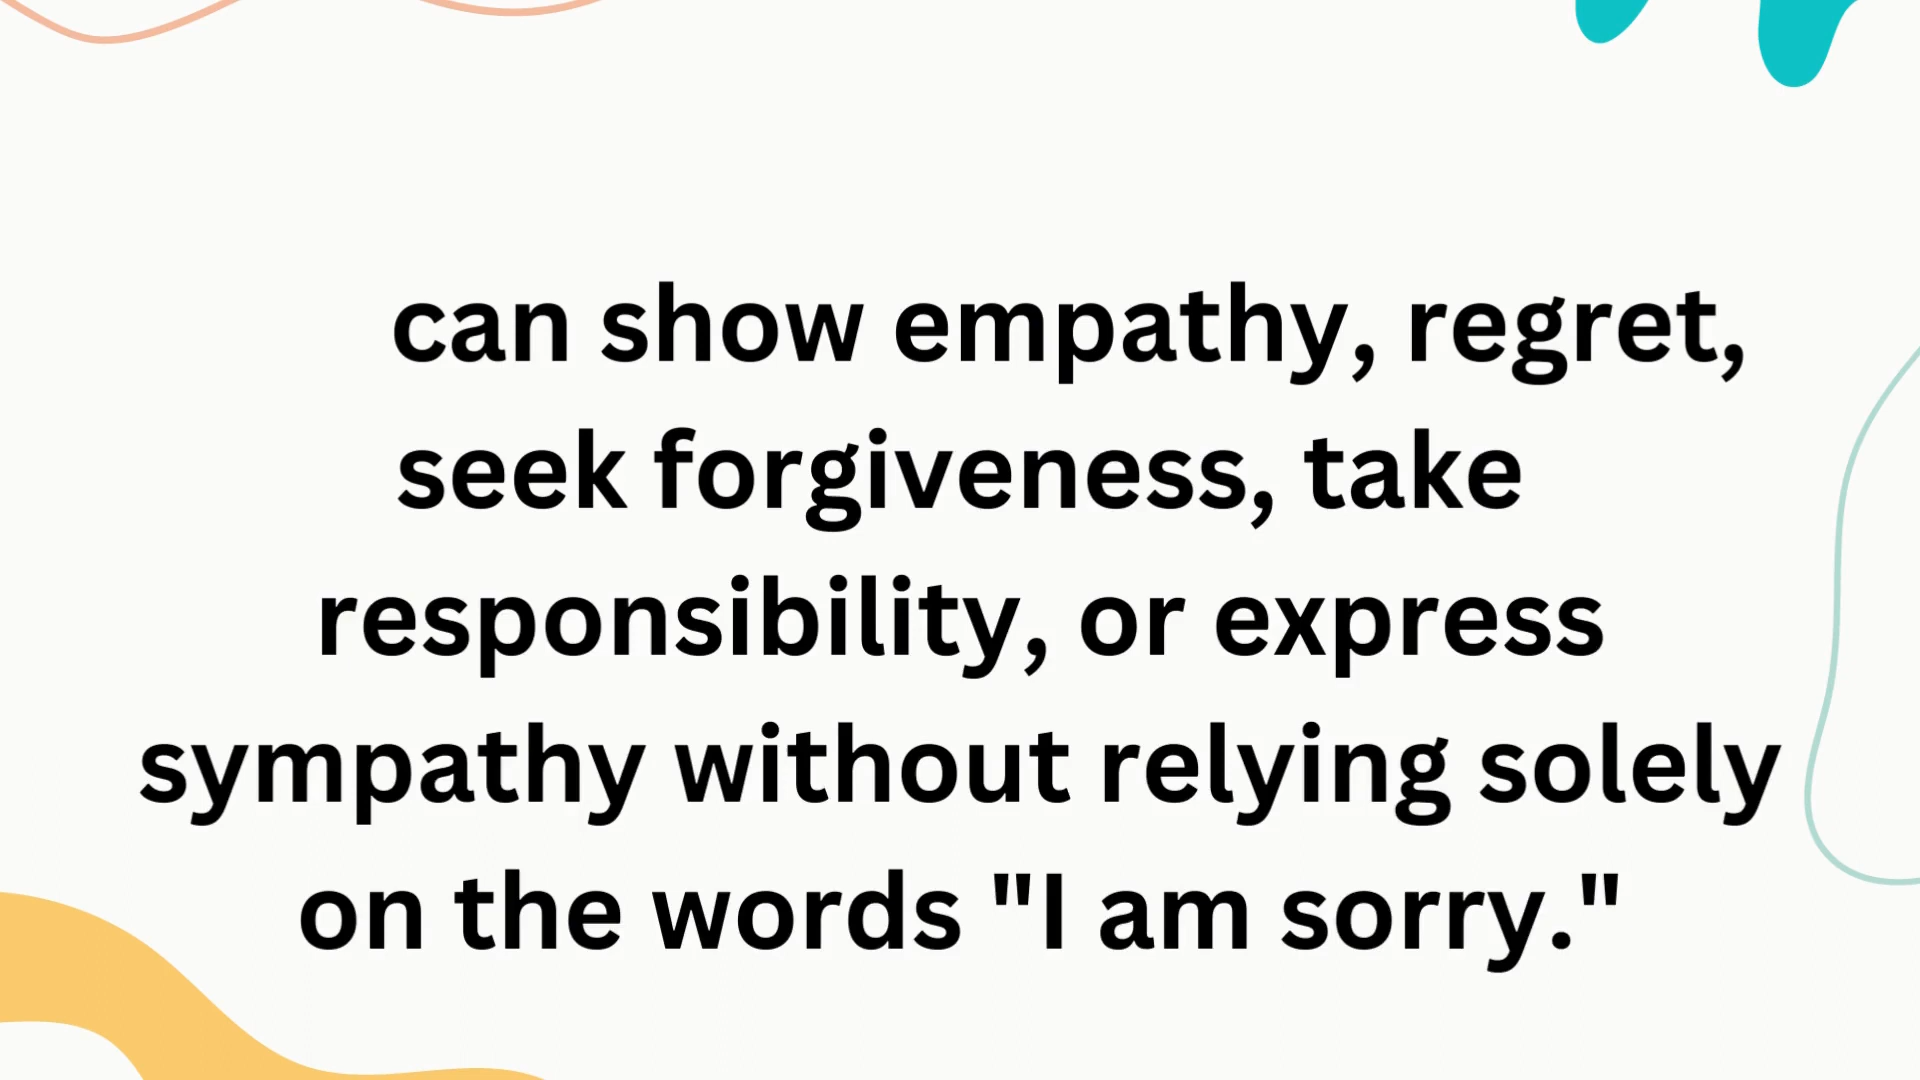 can show empathy, regret,
seek forgiveness, take
responsibility, or express
sympathy without relying solely
on the words "I am sorry."